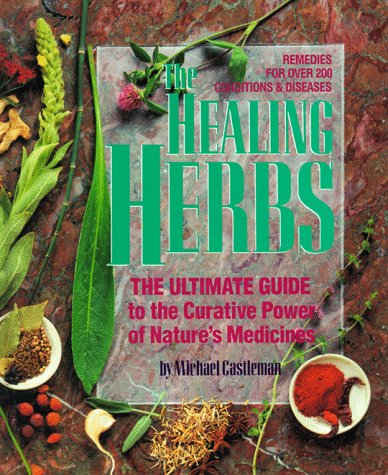 REMEDIES
FOR OVER 200
CONDITIONS & DISEASES
The
HEALING
HERBS
THE ULTIMATE GUIDE
to the Curative Power
of Nature's Medicines
by Michael Castleman